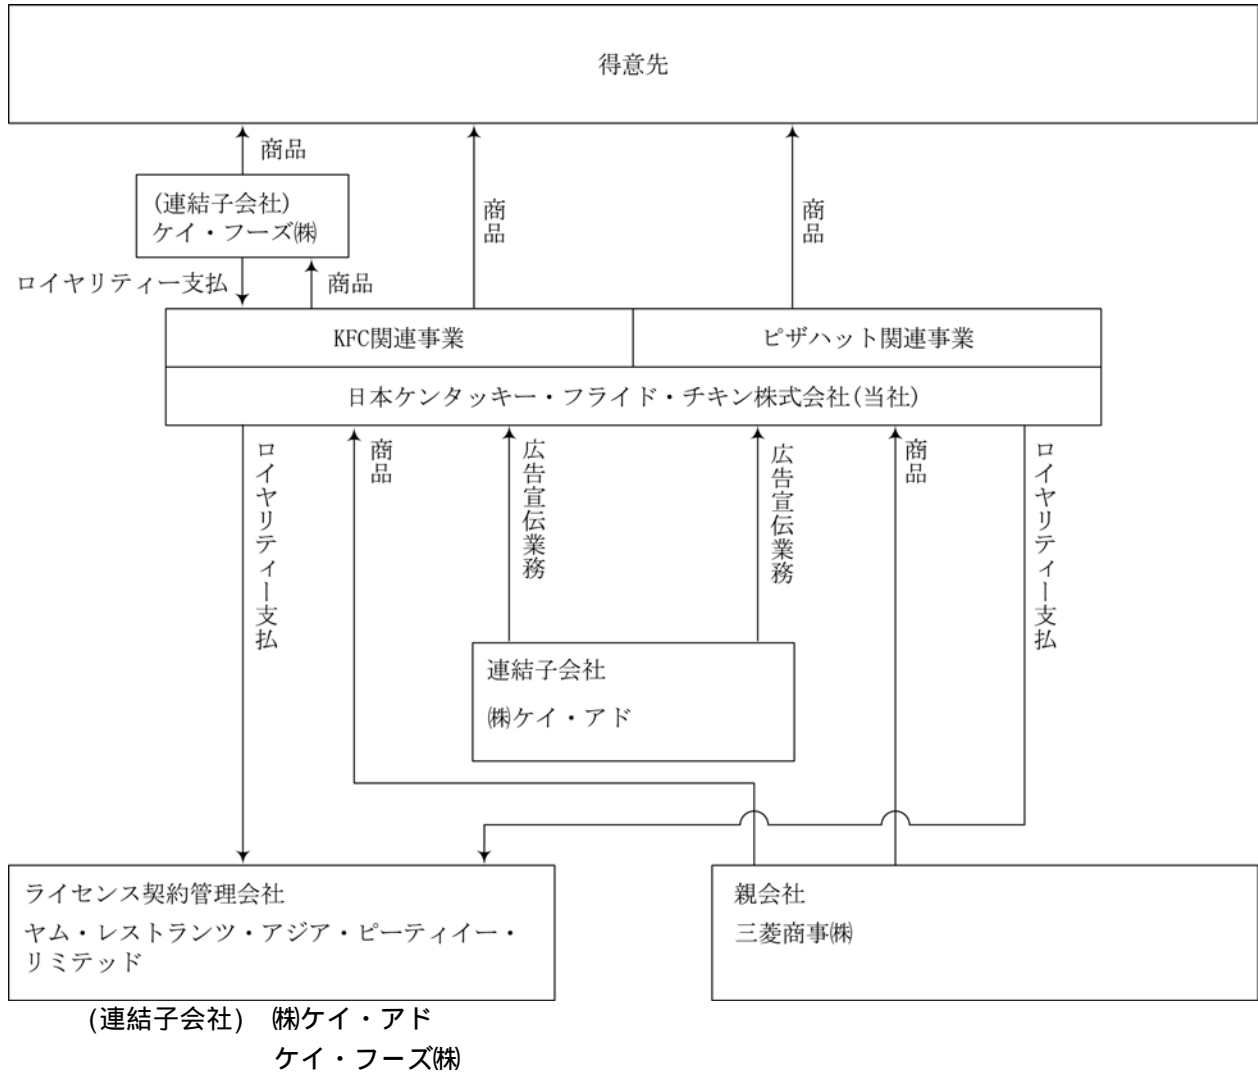 得意先
商品
(連結子会社)
ケイ・フーズ㈱
商品
商品
ロイヤリティー支払
商品
KFC関連事業
ピザハット関連事業
日本ケンタッキー・フライド・チキン株式会社(当社)
ロイヤリティー支払
商品
広告宣伝業務
広告宣伝業務
商品
ロイヤリティー支払
連結子会社
㈱ケイ・アド
ライセンス契約管理会社
ヤム・レストランツ・アジア・ピーティイー・
リミテッド
親会社
三菱商事㈱
(連結子会社) ㈱ケイ・アド
ケイ・フーズ㈱